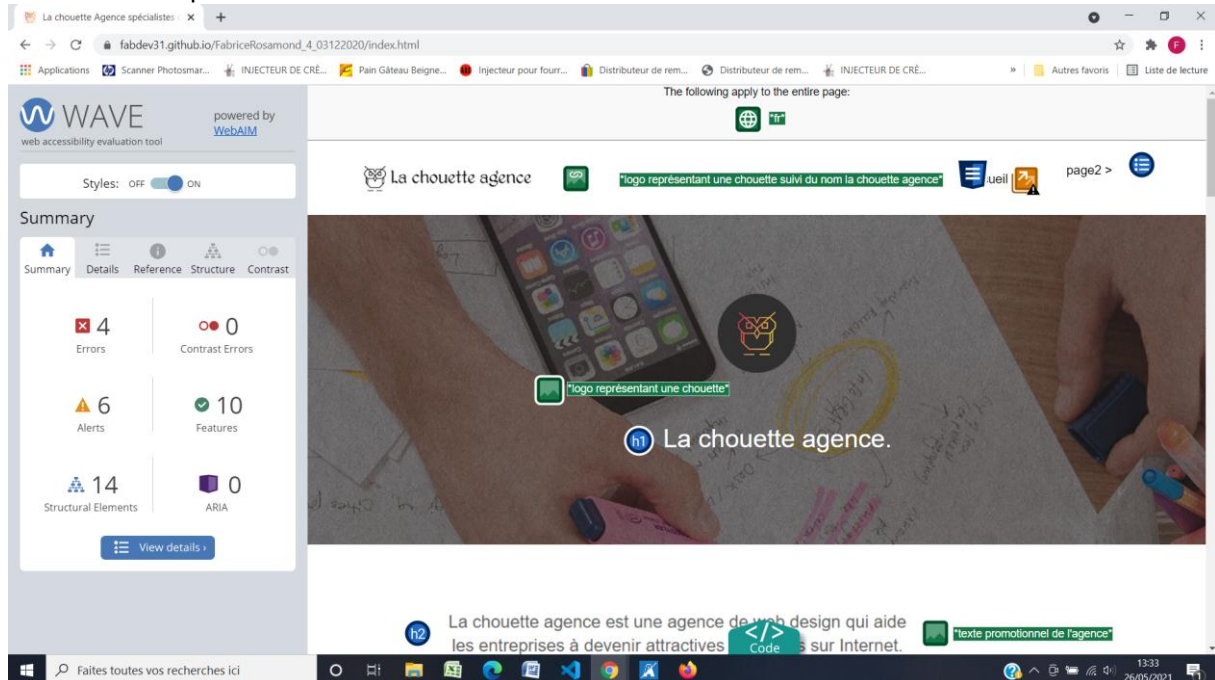 La chouette Agence spécialistes
fabdev31.github.io/FabriceRosamond_4_03122020/index.html
F
Applications
Scanner Photosmar...
INJECTEUR DE CRÈ...
Pain Gâteau Beigne...
Injecteur pour fourr...
Distributeur de rem...
Distributeur de rem...
INJECTEUR DE CRÈ...
»
Autres favoris
Liste de lecture
WAVE
web accessibility evaluation tool
powered by
WebAIM
Styles: OFF ON
Summary
Summary Details Reference Structure Contrast
4
Errors
0
Contrast Errors
6
Alerts
10
Features
14
Structural Elements
0
ARIA
View details ›
The following apply to the entire page:
*"fr"*
La chouette agence
*logo représentant une chouette suivi du nom la chouette agence*
cueil
page2 >
*logo représentant une chouette*
h1 La chouette agence.
h2 La chouette agence est une agence de web design qui aide
les entreprises à devenir attractives
s sur Internet.
</>
Code
*texte promotionnel de l'agence*
Faites toutes vos recherches ici
13:33
26/05/2021